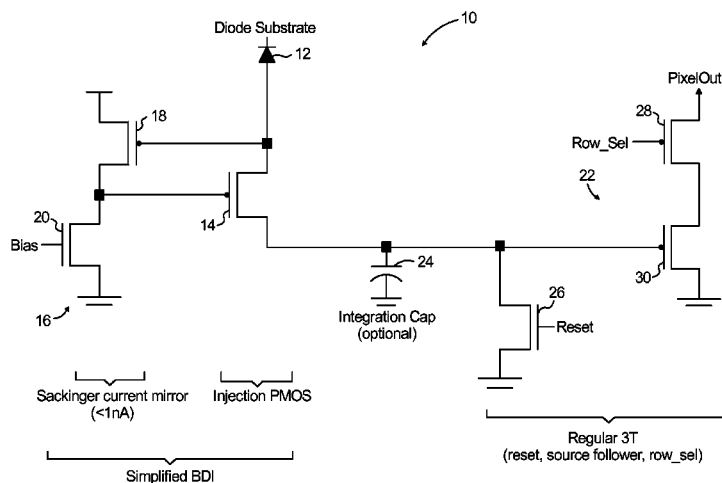 Diode Substrate
10
12
PixelOut
18
28
Row_Sel
22
20
14
Bias
24
30
26
16
Integration Cap
(optional)
Reset
Sackinger current mirror
(<1nA)
Injection PMOS
Regular 3T
(reset, source follower, row_sel)
Simplified BDI